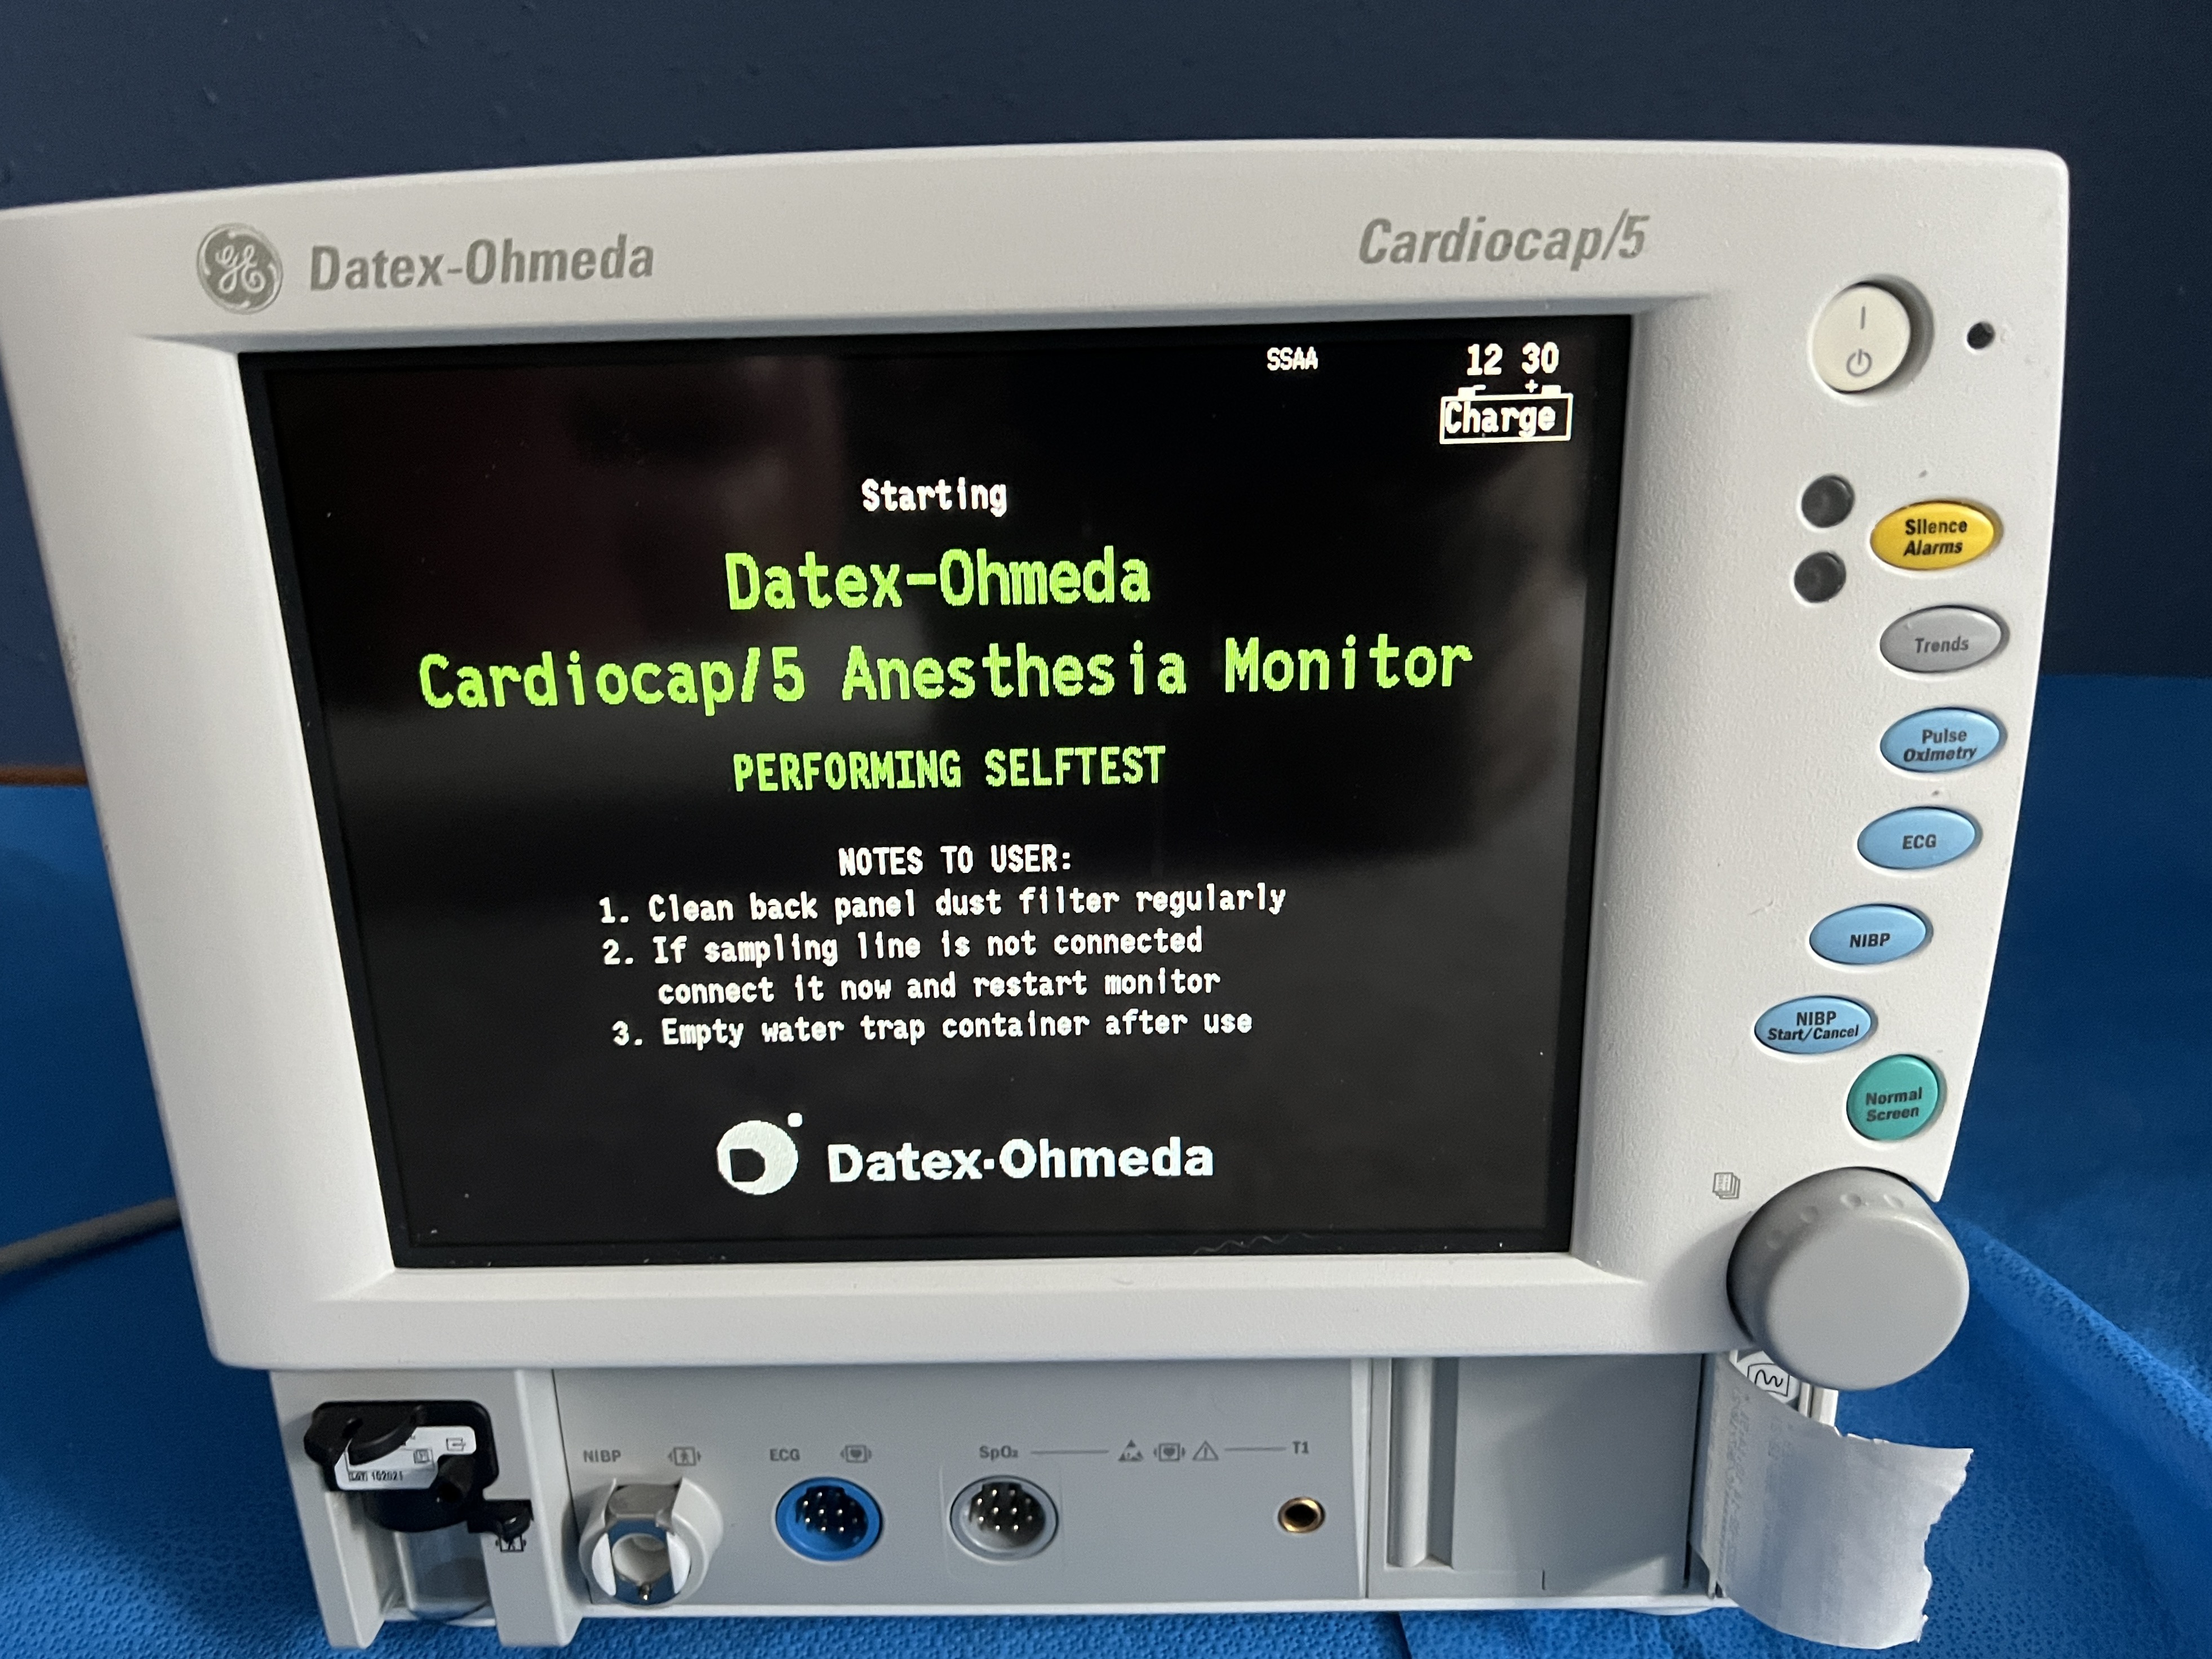 Datex-Ohmeda
Cardiocap/5
SSAA 12 30
Charge
Starting
Datex-Ohmeda
Cardiocap/5 Anesthesia Monitor
PERFORMING SELFTEST
NOTES TO USER:
1. Clean back panel dust filter regularly
2. If sampling line is not connected
connect it now and restart monitor
3. Empty water trap container after use
Datex-Ohmeda
Silence
Alarms
Trends
Pulse
Oximetry
ECG
NIBP
NIBP
Start/Cancel
Normal
Screen
NIBP ECG SpO₂ T1